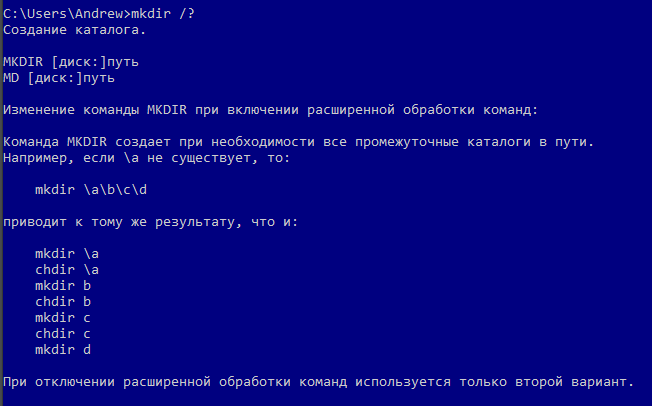 C:\Users\Andrew>mkdir /?
Создание каталога.
MKDIR [диск:]путь
MD [диск:]путь
Изменение команды MKDIR при включении расширенной обработки команд:
Команда MKDIR создает при необходимости все промежуточные каталоги в пути.
Например, если \a не существует, то:
mkdir \a\b\c\d
приводит к тому же результату, что и:
mkdir \a
chdir \a
mkdir b
chdir b
mkdir c
chdir c
mkdir d
При отключении расширенной обработки команд используется только второй вариант.